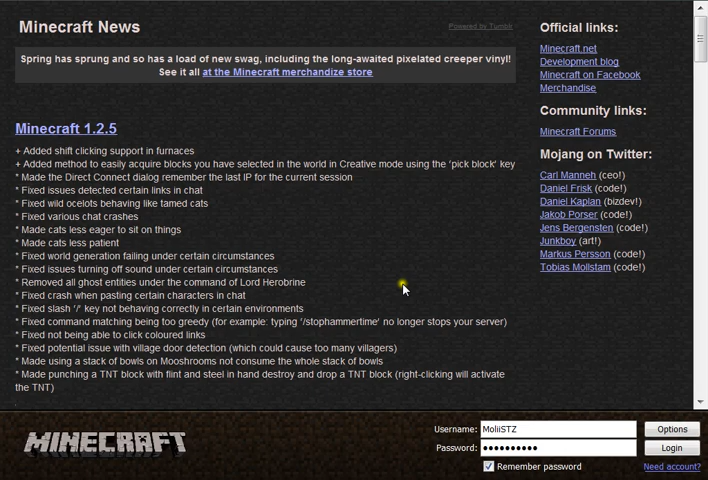 Minecraft News
Powered by Tumblr
Spring has sprung and so has a load of new swag, including the long-awaited pixelated creeper vinyl!
See it all at the Minecraft merchandize store
Minecraft 1.2.5
+ Added shift clicking support in furnaces
+ Added method to easily acquire blocks you have selected in the world in Creative mode using the 'pick block' key
* Made the Direct Connect dialog remember the last IP for the current session
* Fixed issues detected certain links in chat
* Fixed wild ocelots behaving like tamed cats
* Fixed various chat crashes
* Made cats less eager to sit on things
* Made cats less patient
* Fixed world generation failing under certain circumstances
* Fixed issues turning off sound under certain circumstances
* Removed all ghost entities under the command of Lord Herobrine
* Fixed crash when pasting certain characters in chat
* Fixed slash '/' key not behaving correctly in certain environments
* Fixed command matching being too greedy (for example: typing '/stophammertime' no longer stops your server)
* Fixed not being able to click coloured links
* Fixed potential issue with village door detection (which could cause too many villagers)
* Made using a stack of bowls on Mooshrooms not consume the whole stack of bowls
* Made punching a TNT block with flint and steel in hand destroy and drop a TNT block (right-clicking will activate
the TNT)
Official links:
Minecraft.net
Development blog
Minecraft on Facebook
Merchandise
Community links:
Minecraft Forums
Mojang on Twitter:
Carl Manneh (ceo!)
Daniel Frisk (code!)
Daniel Kaplan (bizdev!)
Jakob Porser (code!)
Jens Bergensten (code!)
Junkboy (art!)
Markus Persson (code!)
Tobias Mollstam (code!)
MINECRAFT
Username: MoliiSTZ
Options
Password: ●●●●●●●●●●
Login
Remember password
Need account?